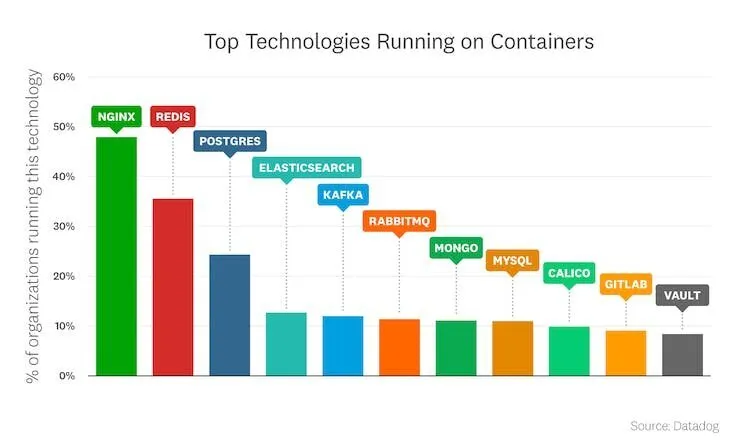 Top Technologies Running on Containers
% of organizations running this technology
60%
50%
40%
30%
20%
10%
0%
NGINX
REDIS
POSTGRES
ELASTICSEARCH
KAFKA
RABBITMQ
MONGO
MYSQL
CALICO
GITLAB
VAULT
Source: Datadog